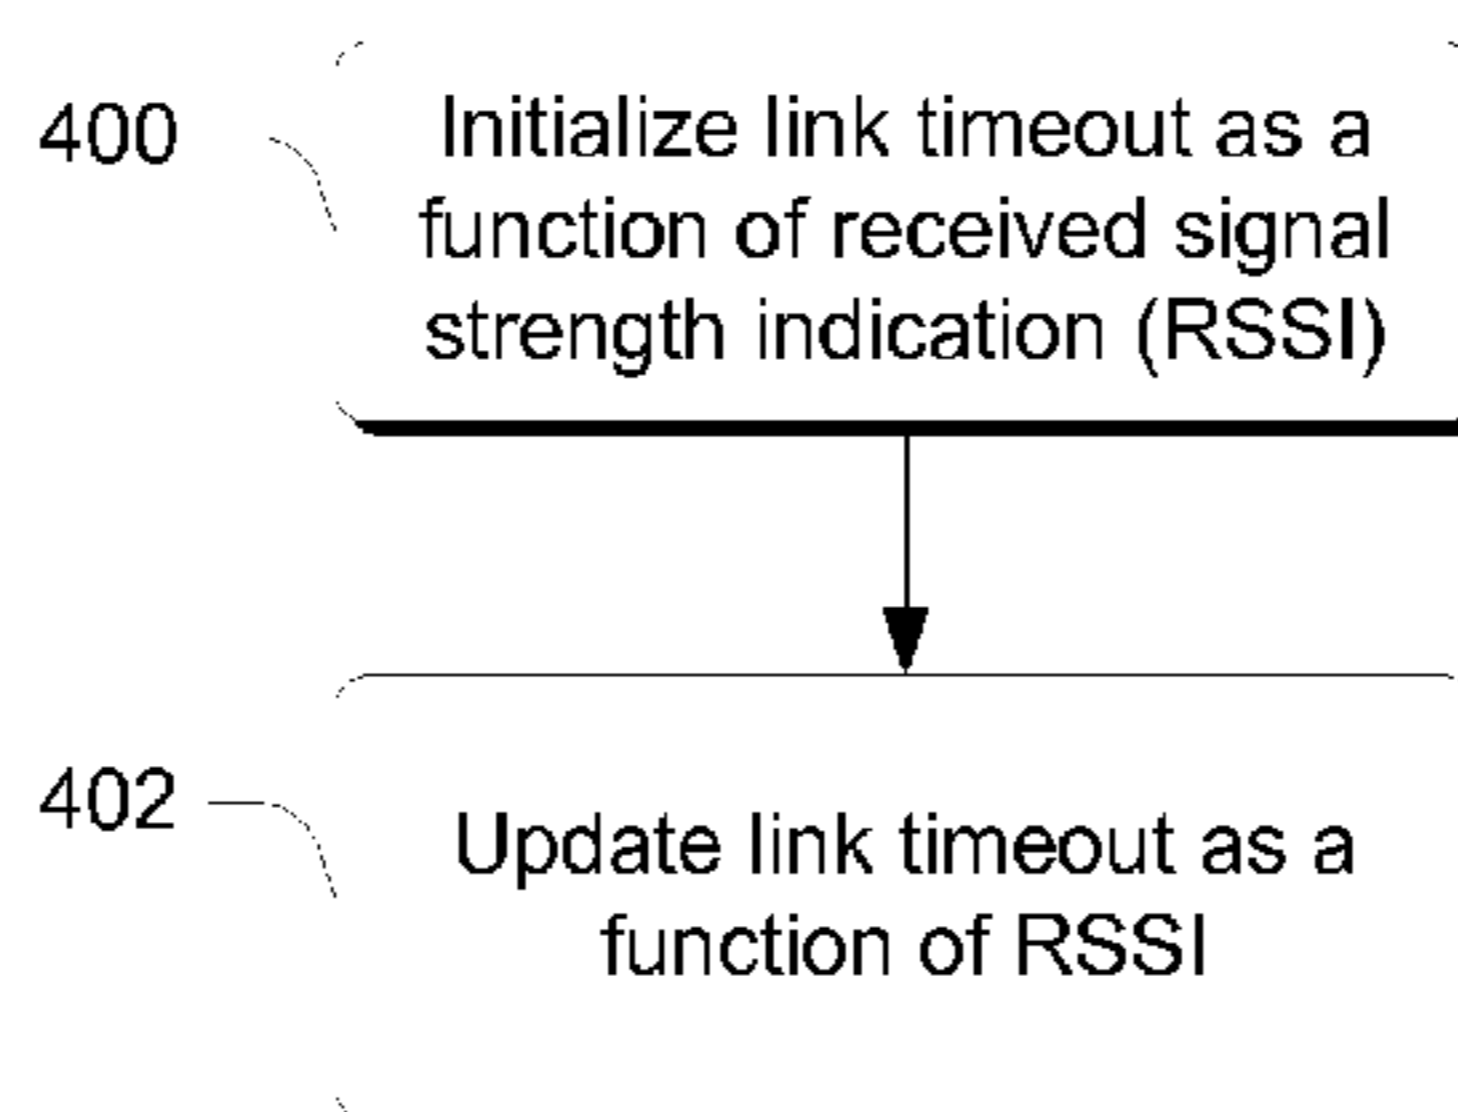 400
Initialize link timeout as a
function of received signal
strength indication (RSSI)
402
Update link timeout as a
function of RSSI